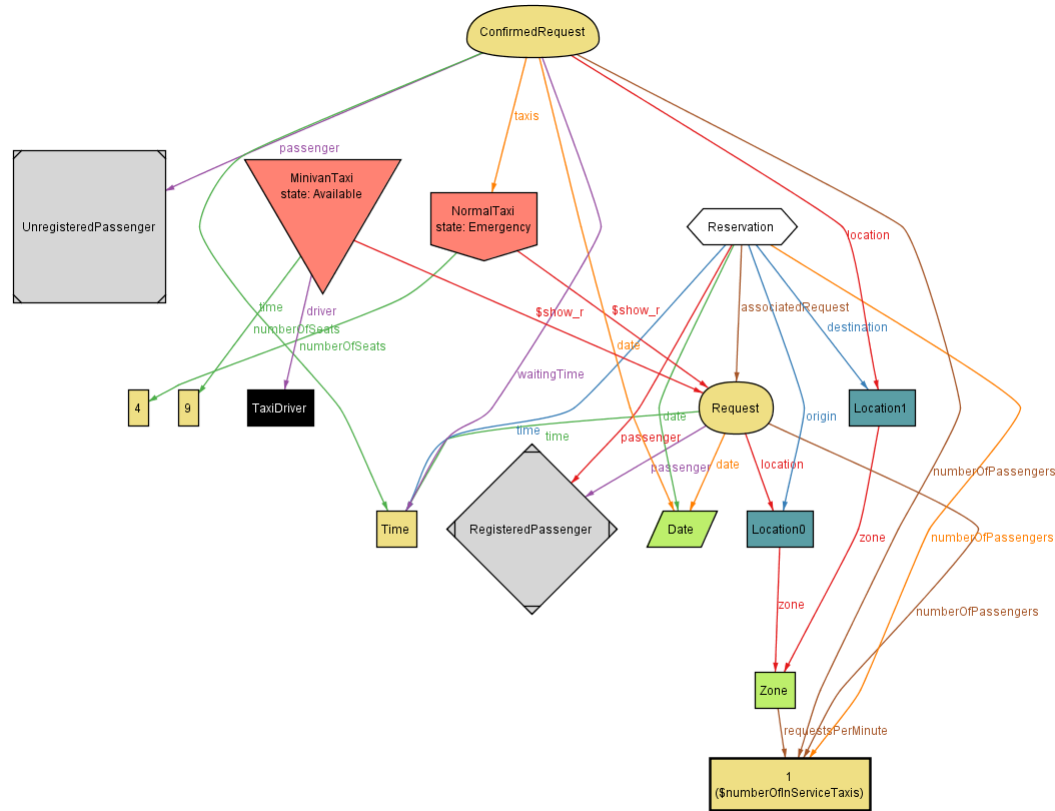 ConfirmedRequest
taxis
passenger
MinivanTaxi
state: Available
NormalTaxi
state: Emergency
UnregisteredPassenger
Reservation
location
time
driver
$show_r
$show_r
associatedRequest
destination
numberOfSeats
numberOfSeats
date
waitingTime
4
9
TaxiDriver
Request
Location1
date
origin
time
time
passenger
passenger
date
location
numberOfPassengers
Time
RegisteredPassenger
Date
Location0
zone
numberOfPassengers
zone
numberOfPassengers
Zone
requestsPerMinute
1
($numberOfInServiceTaxis)